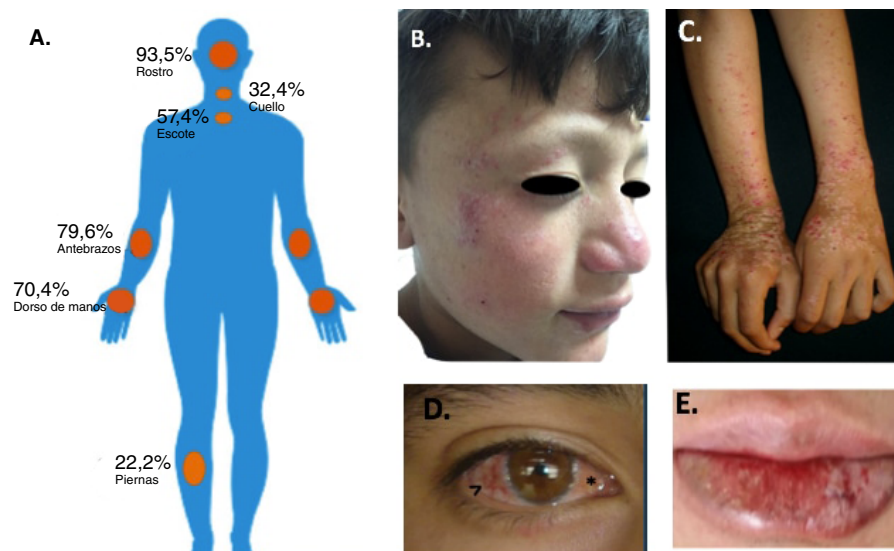 A.
93,5%
Rostro
32,4%
Cuello
57,4%
Escote
79,6%
Antebrazos
70,4%
Dorso de manos
22,2%
Piernas
B.
C.
D.
*
E.